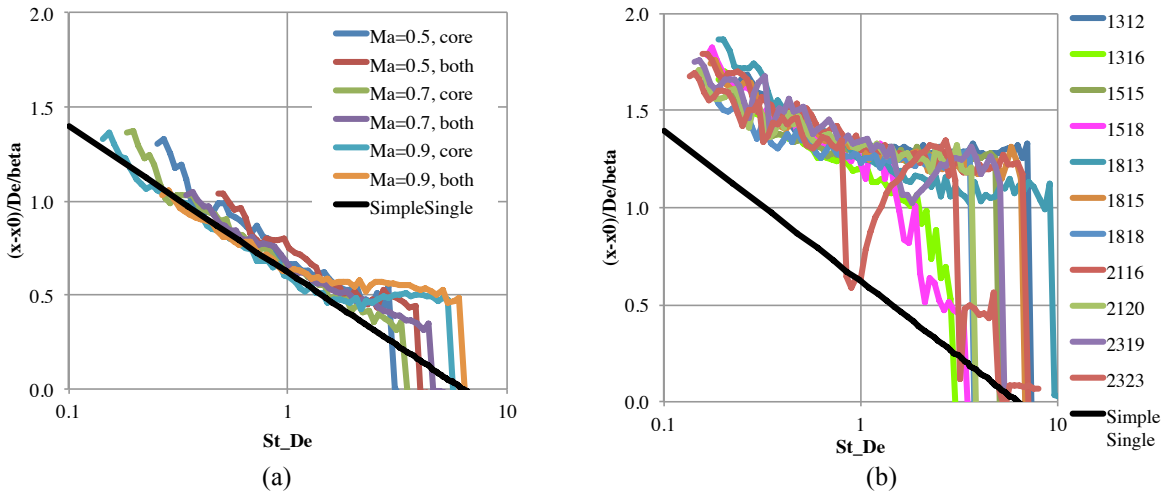 2.0
1.5
1.0
0.5
0.0
0.1
1
10
(x-x0)/De/beta
St_De
Ma=0.5, core
Ma=0.5, both
Ma=0.7, core
Ma=0.7, both
Ma=0.9, core
Ma=0.9, both
SimpleSingle
(a)
2.0
1.5
1.0
0.5
0.0
0.1
1
10
(x-x0)/De/beta
St_De
1312
1316
1515
1518
1813
1815
1818
2116
2120
2319
2323
Simple
Single
(b)